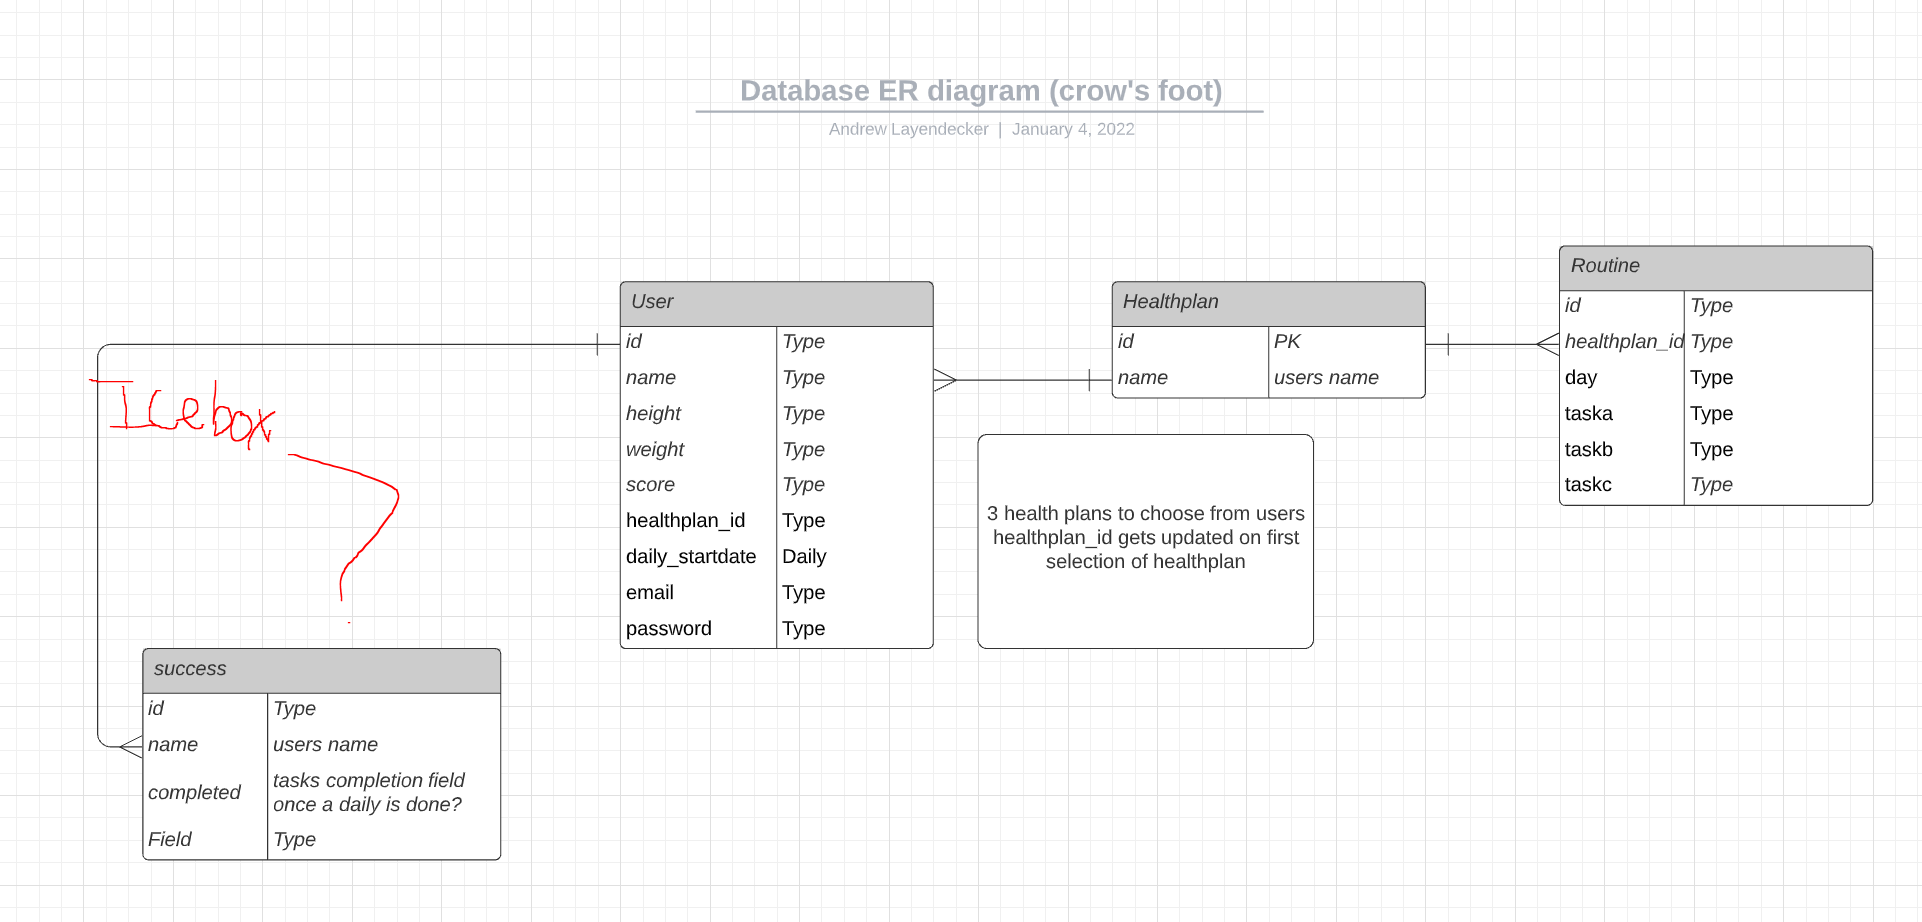 Database ER diagram (crow's foot)
Andrew Layendecker | January 4, 2022
User
id Type
name Type
height Type
weight Type
score Type
healthplan_id Type
daily_startdate Daily
email Type
password Type
Healthplan
id PK
name users name
3 health plans to choose from users
healthplan_id gets updated on first
selection of healthplan
Routine
id Type
healthplan_id Type
day Type
taska Type
taskb Type
taskc Type
Icebox
?
success
id Type
name users name
completed tasks completion field
once a daily is done?
Field Type